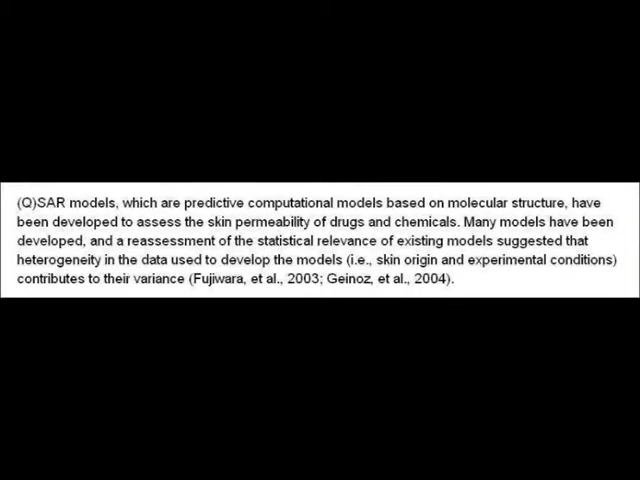 (Q)SAR models, which are predictive computational models based on molecular structure, have
been developed to assess the skin permeability of drugs and chemicals. Many models have been
developed, and a reassessment of the statistical relevance of existing models suggested that
heterogeneity in the data used to develop the models (i.e., skin origin and experimental conditions)
contributes to their variance (Fujiwara, et al., 2003; Geinoz, et al., 2004).